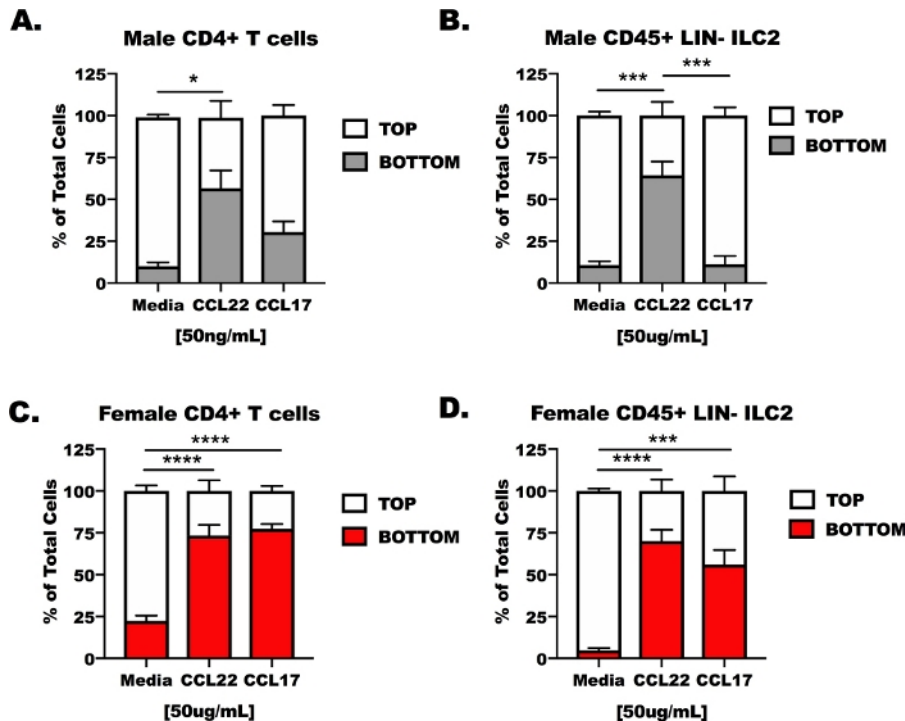 A.
Male CD4+ T cells
*
% of Total Cells
125
100
75
50
25
0
TOP
BOTTOM
Media CCL22 CCL17
[50ng/mL]
B.
Male CD45+ LIN- ILC2
*** ***
% of Total Cells
125
100
75
50
25
0
TOP
BOTTOM
Media CCL22 CCL17
[50ug/mL]
C.
Female CD4+ T cells
****
****
% of Total Cells
125
100
75
50
25
0
TOP
BOTTOM
Media CCL22 CCL17
[50ug/mL]
D.
Female CD45+ LIN- ILC2
***
****
% of Total Cells
125
100
75
50
25
0
TOP
BOTTOM
Media CCL22 CCL17
[50ug/mL]